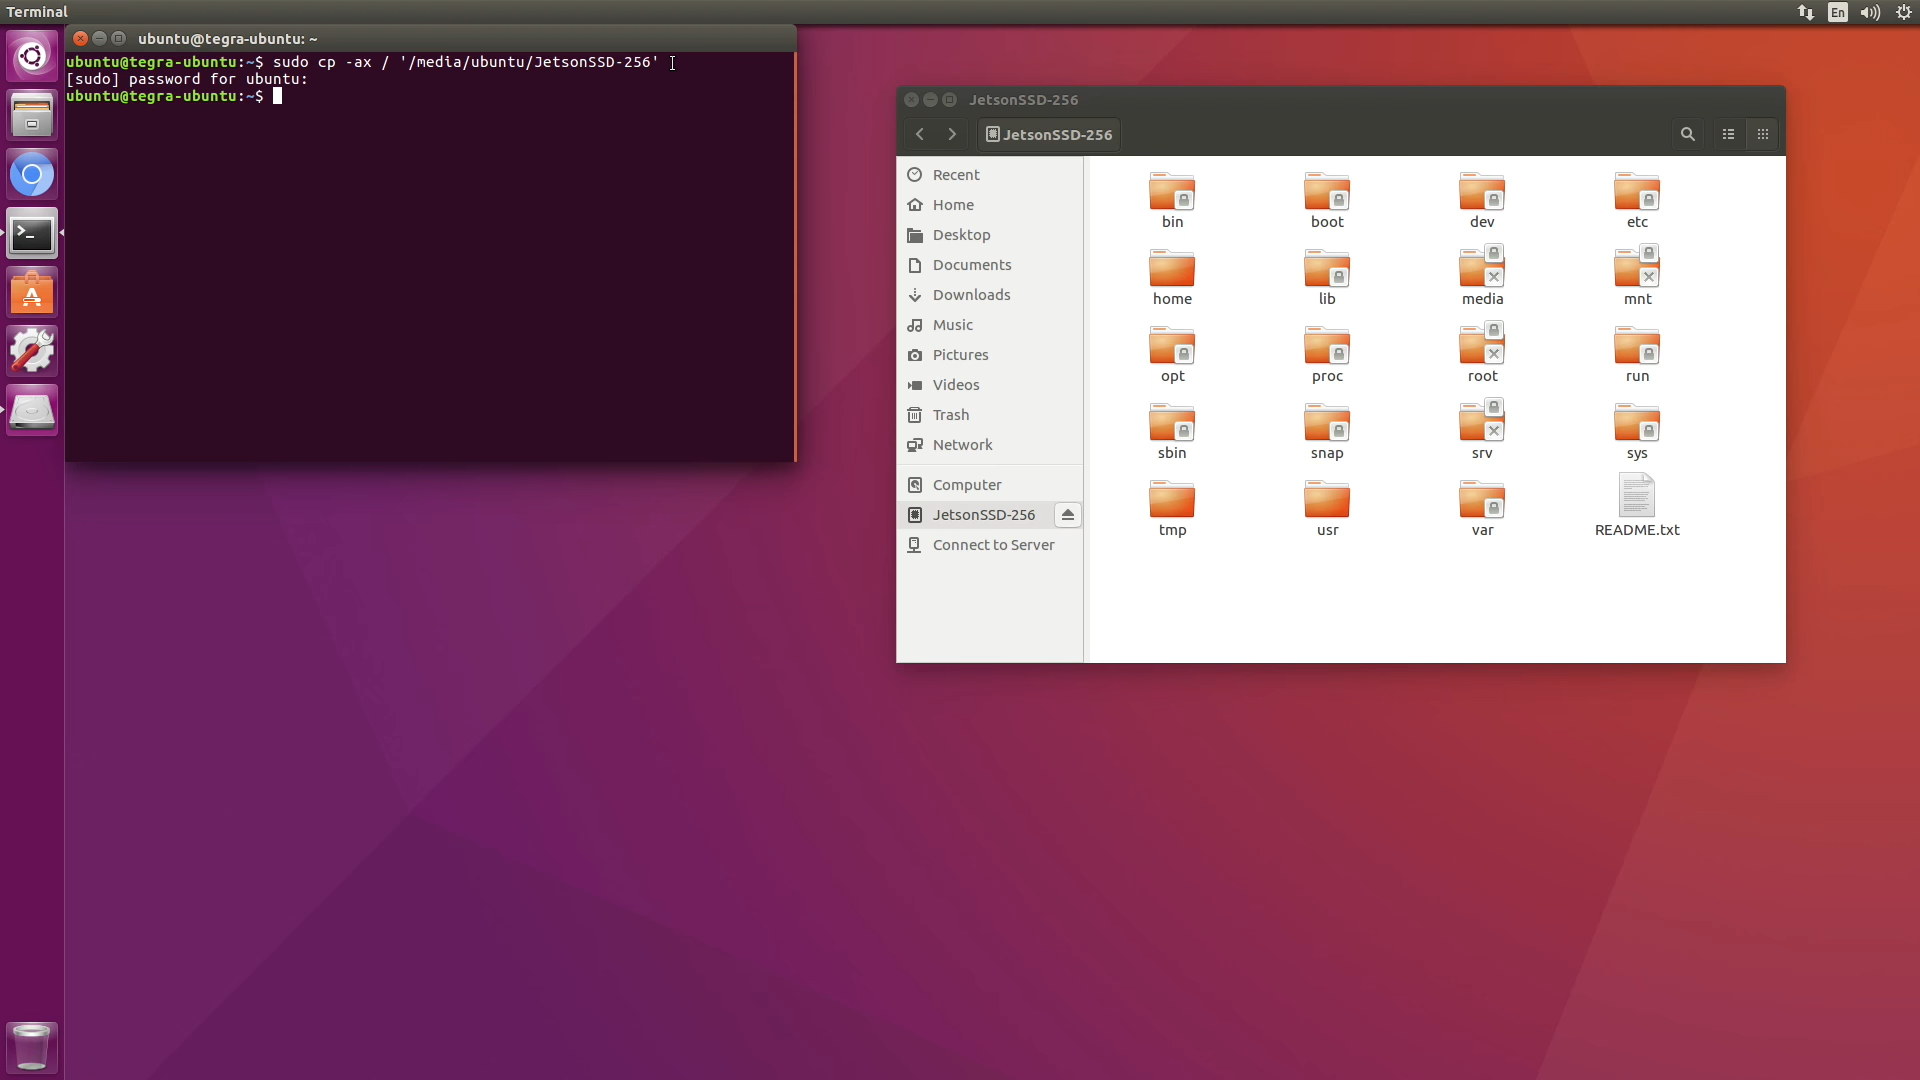 Terminal
En
ubuntu@tegra-ubuntu: ~
ubuntu@tegra-ubuntu:~$ sudo cp -ax / '/media/ubuntu/JetsonSSD-256'
[sudo] password for ubuntu:
ubuntu@tegra-ubuntu:~$
JetsonSSD-256
JetsonSSD-256
Recent
Home
Desktop
Documents
Downloads
Music
Pictures
Videos
Trash
Network
Computer
JetsonSSD-256
Connect to Server
bin boot dev etc
home lib media mnt
opt proc root run
sbin snap srv sys
tmp usr var README.txt